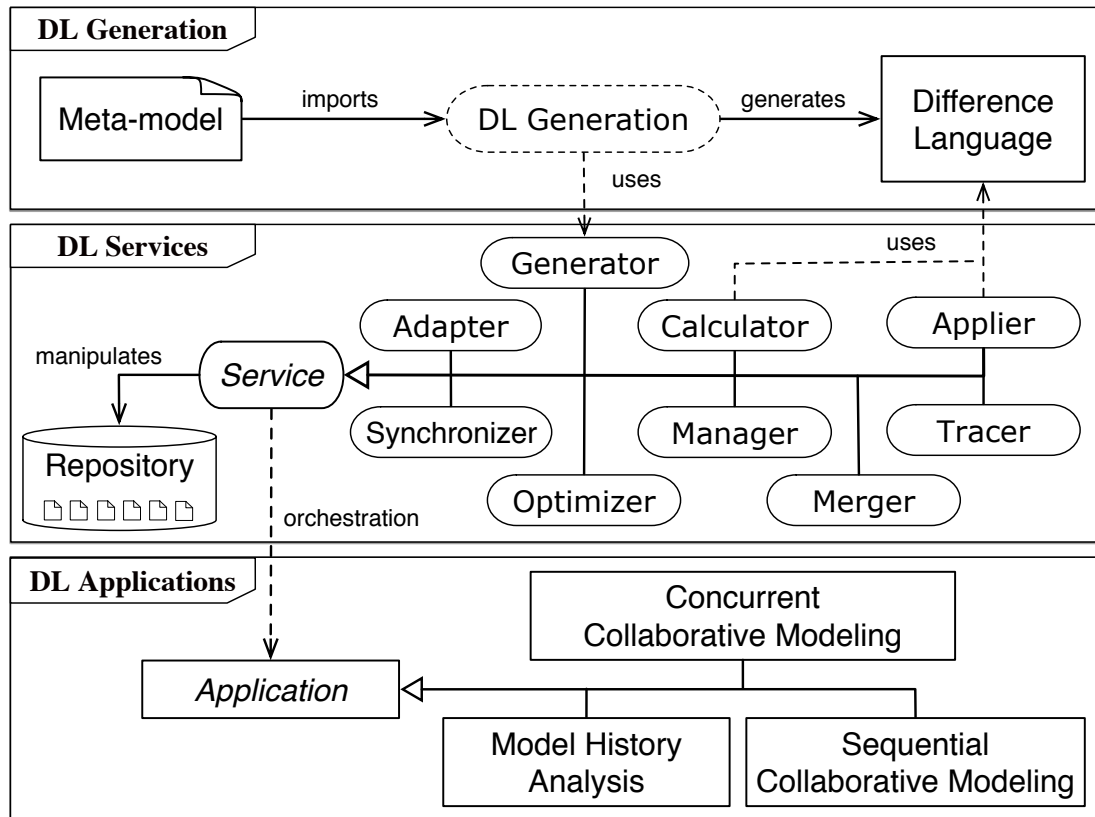 DL Generation
Meta-model
imports
DL Generation
generates
Difference
Language
uses
DL Services
uses
Generator
Adapter
Calculator
Applier
manipulates
Service
Synchronizer
Manager
Tracer
Repository
Optimizer
Merger
orchestration
DL Applications
Concurrent
Collaborative Modeling
Application
Model History
Analysis
Sequential
Collaborative Modeling